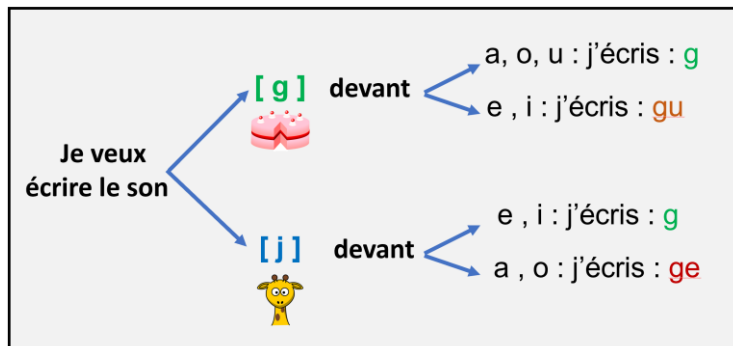 Je veux
écrire le son
[ g ] devant
a, o, u : j'écris : g
e , i : j'écris : gu
[ j ] devant
e , i : j'écris : g
a , o : j'écris : ge